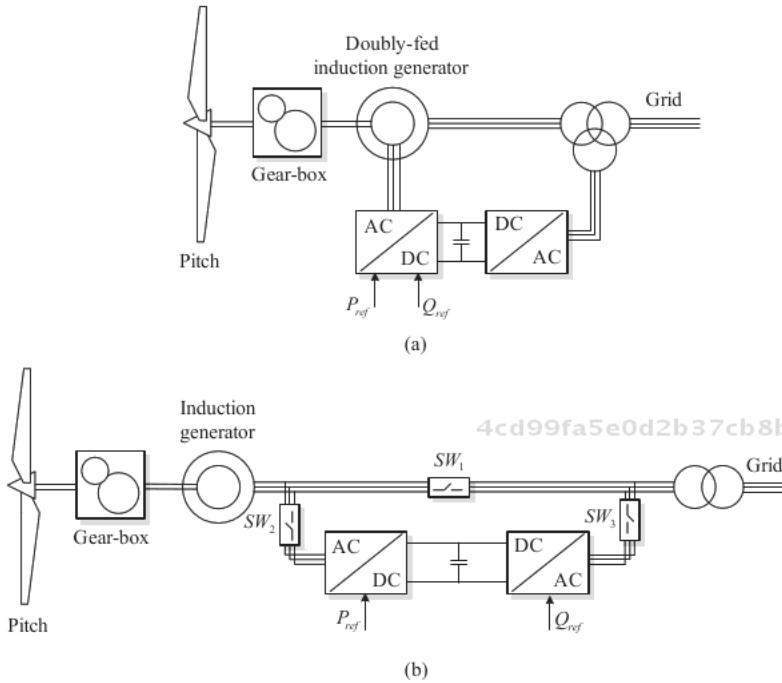 Doubly-fed
induction generator
Grid
Gear-box
Pitch
AC
DC
DC
AC
P_ref
Q_ref
(a)
Induction
generator
4cd99fa5e0d2b37cb8b
SW_1
Grid
SW_2
SW_3
Gear-box
AC
DC
DC
AC
Pitch
P_ref
Q_ref
(b)